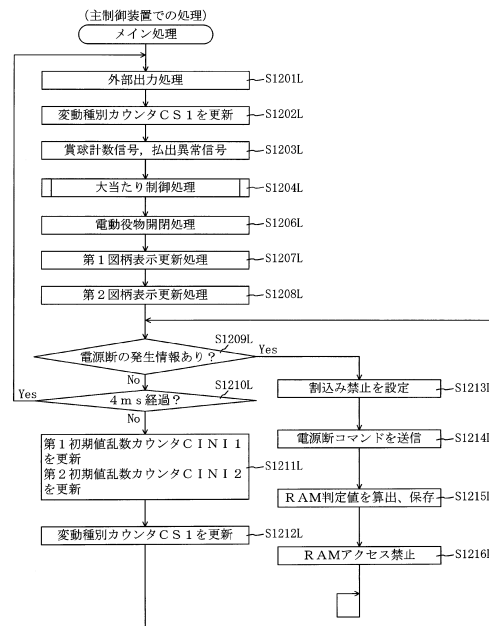 (主制御装置での処理)
メイン処理
外部出力処理
S1201L
変動種別カウンタCS1を更新
S1202L
賞球計数信号,払出異常信号
S1203L
大当たり制御処理
S1204L
電動役物開閉処理
S1206L
第1図柄表示更新処理
S1207L
第2図柄表示更新処理
S1208L
電源断の発生情報あり?
S1209L
Yes
No
4ms経過?
S1210L
Yes
No
第1初期値乱数カウンタCINI1
を更新
第2初期値乱数カウンタCINI2
を更新
S1211L
変動種別カウンタCS1を更新
S1212L
割込み禁止を設定
S1213L
電源断コマンドを送信
S1214L
RAM判定値を算出、保存
S1215L
RAMアクセス禁止
S1216L